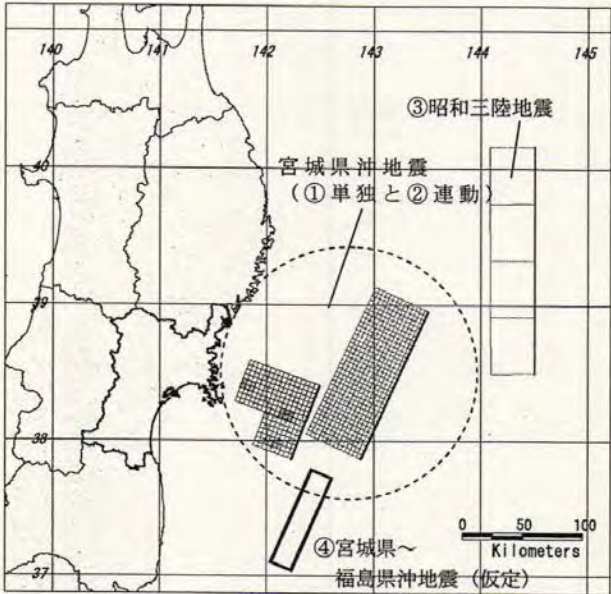 140 141 142 143 144 145
③昭和三陸地震
40
宮城県沖地震
(①単独と②連動)
39
38
0 50 100
Kilometers
④宮城県～
福島県沖地震(仮定)
37